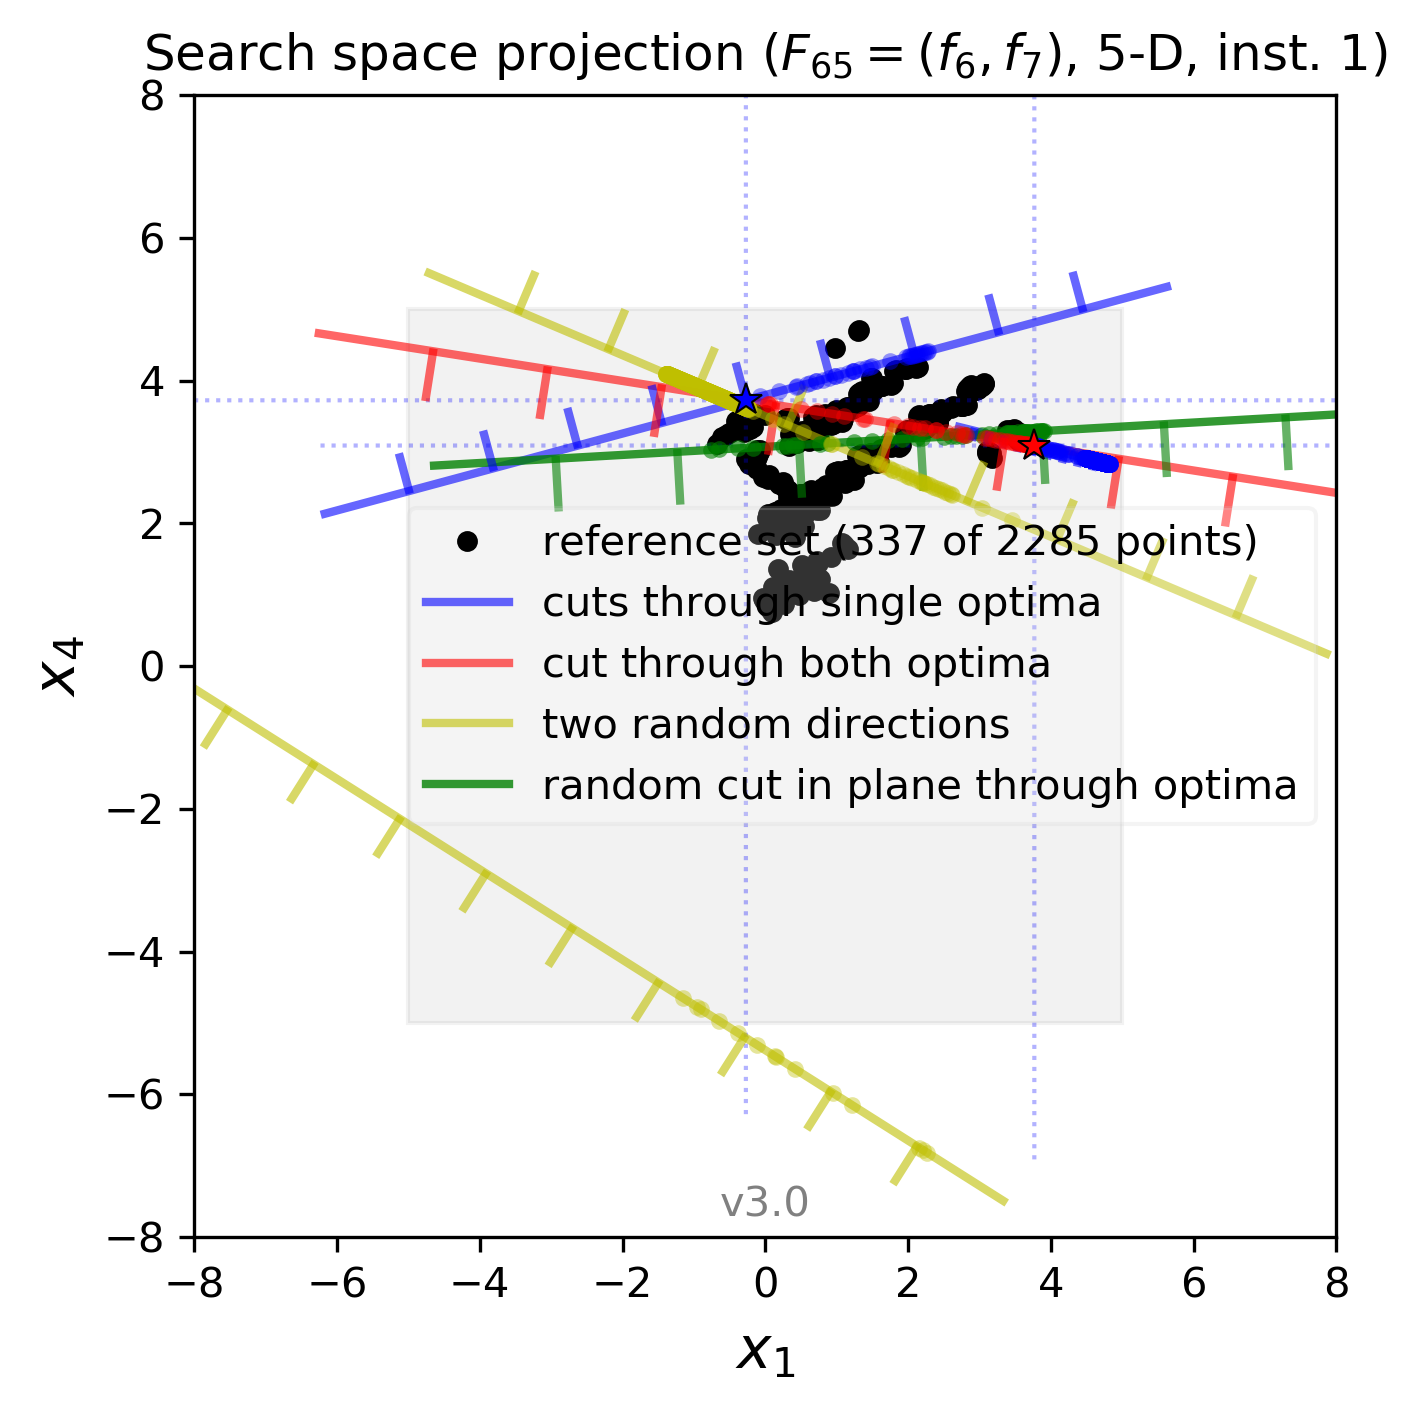 Search space projection (F₆₅ = (f₆, f₇), 5-D, inst. 1)
8
6
4
2
0
−2
−4
−6
−8
x₄
reference set (337 of 2285 points)
cuts through single optima
cut through both optima
two random directions
random cut in plane through optima
v3.0
−8 −6 −4 −2 0 2 4 6 8
x₁